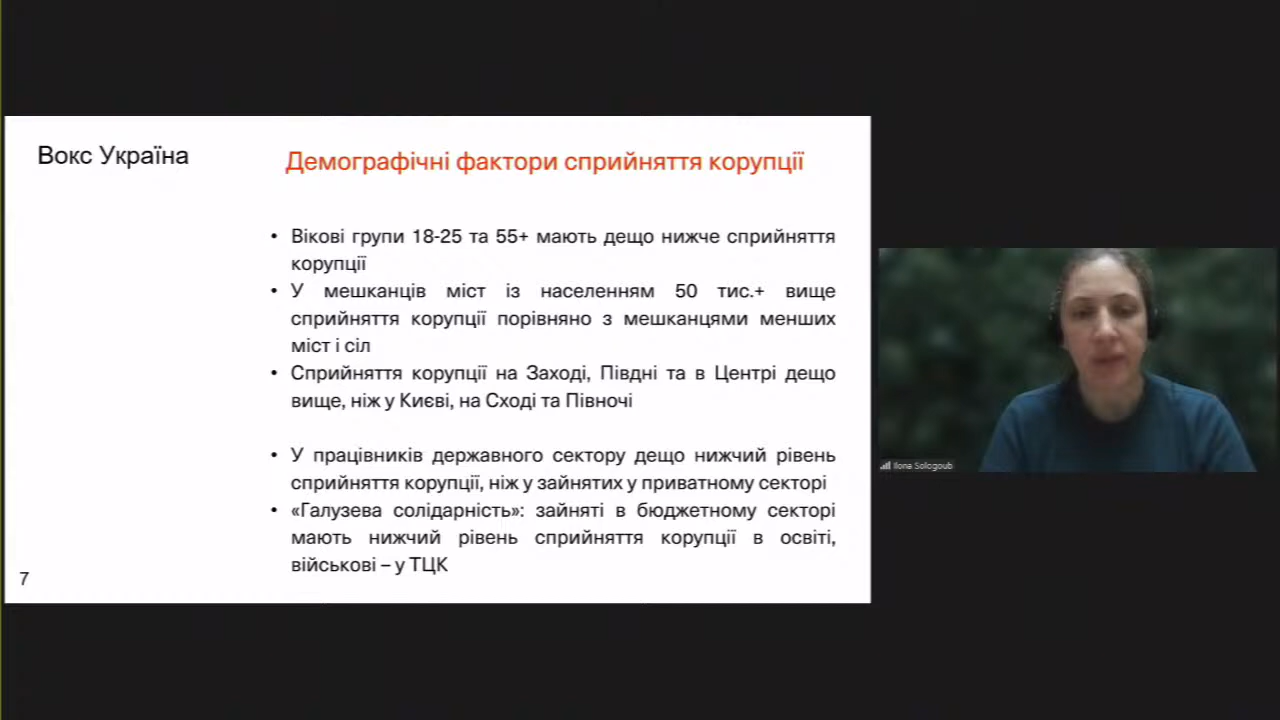 Вокс Україна
Демографічні фактори сприйняття корупції
• Вікові групи 18-25 та 55+ мають дещо нижче сприйняття
корупції
• У мешканців міст із населенням 50 тис.+ вище
сприйняття корупції порівняно з мешканцями менших
міст і сіл
• Сприйняття корупції на Заході, Півдні та в Центрі дещо
вище, ніж у Києві, на Сході та Півночі
• У працівників державного сектору дещо нижчий рівень
сприйняття корупції, ніж у зайнятих у приватному секторі
• «Галузева солідарність»: зайняті в бюджетному секторі
мають нижчий рівень сприйняття корупції в освіті,
військові – у ТЦК
7
Ilona Sologoub